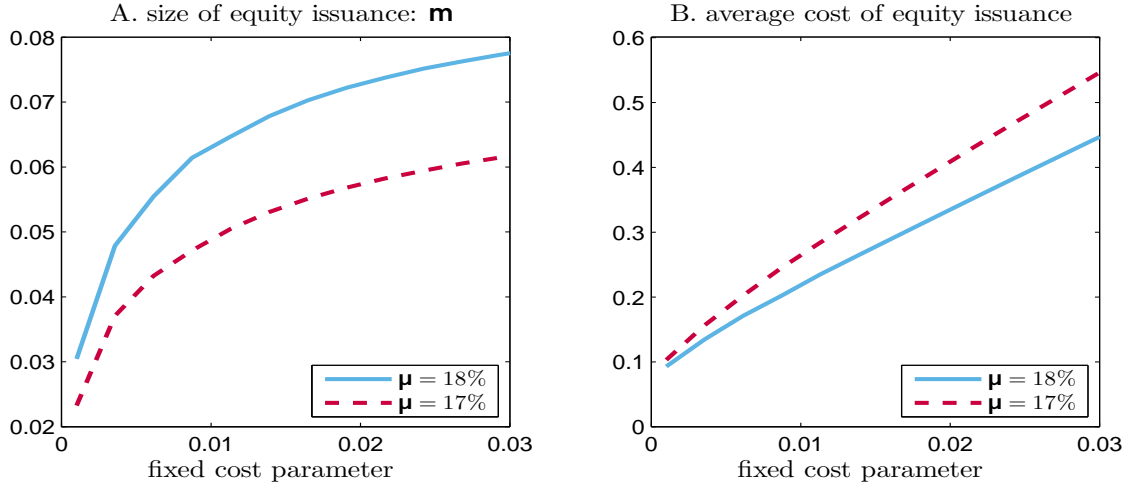 A. size of equity issuance: m
0.08
0.07
0.06
0.05
0.04
0.03
0.02
0
0.01
0.02
0.03
fixed cost parameter
μ = 18%
μ = 17%
B. average cost of equity issuance
0.6
0.5
0.4
0.3
0.2
0.1
0
0
0.01
0.02
0.03
fixed cost parameter
μ = 18%
μ = 17%